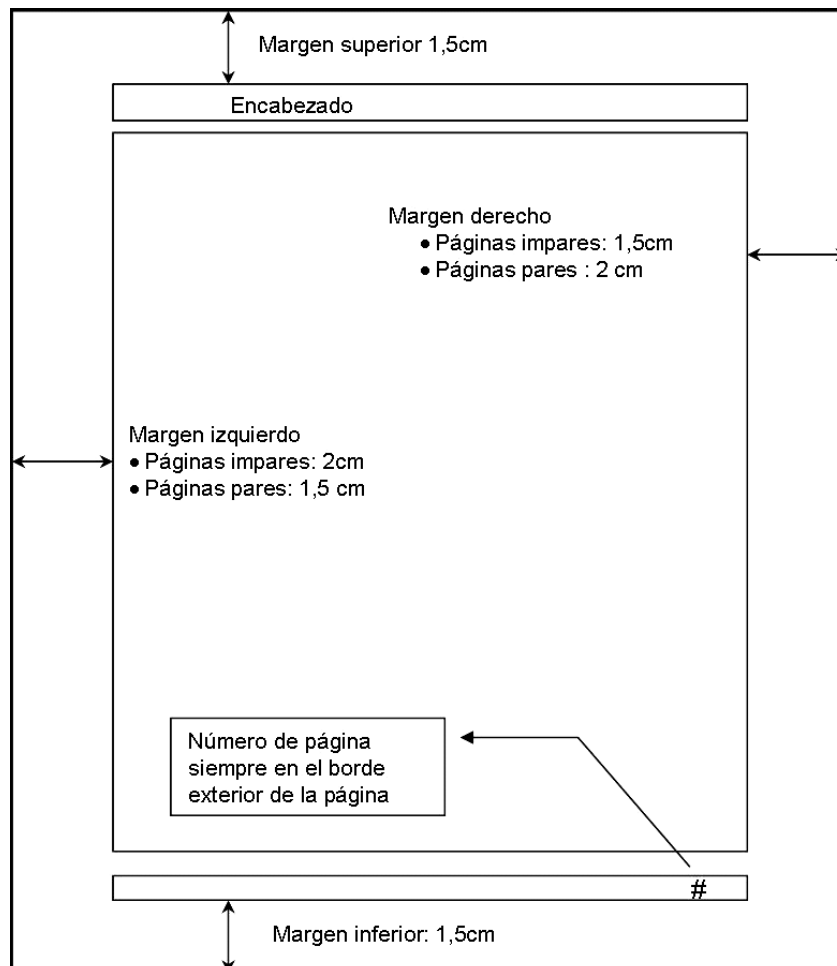 Margen superior 1,5cm
Encabezado
Margen derecho
• Páginas impares: 1,5cm
• Páginas pares : 2 cm
Margen izquierdo
• Páginas impares: 2cm
• Páginas pares: 1,5 cm
Número de página
siempre en el borde
exterior de la página
#
Margen inferior: 1,5cm